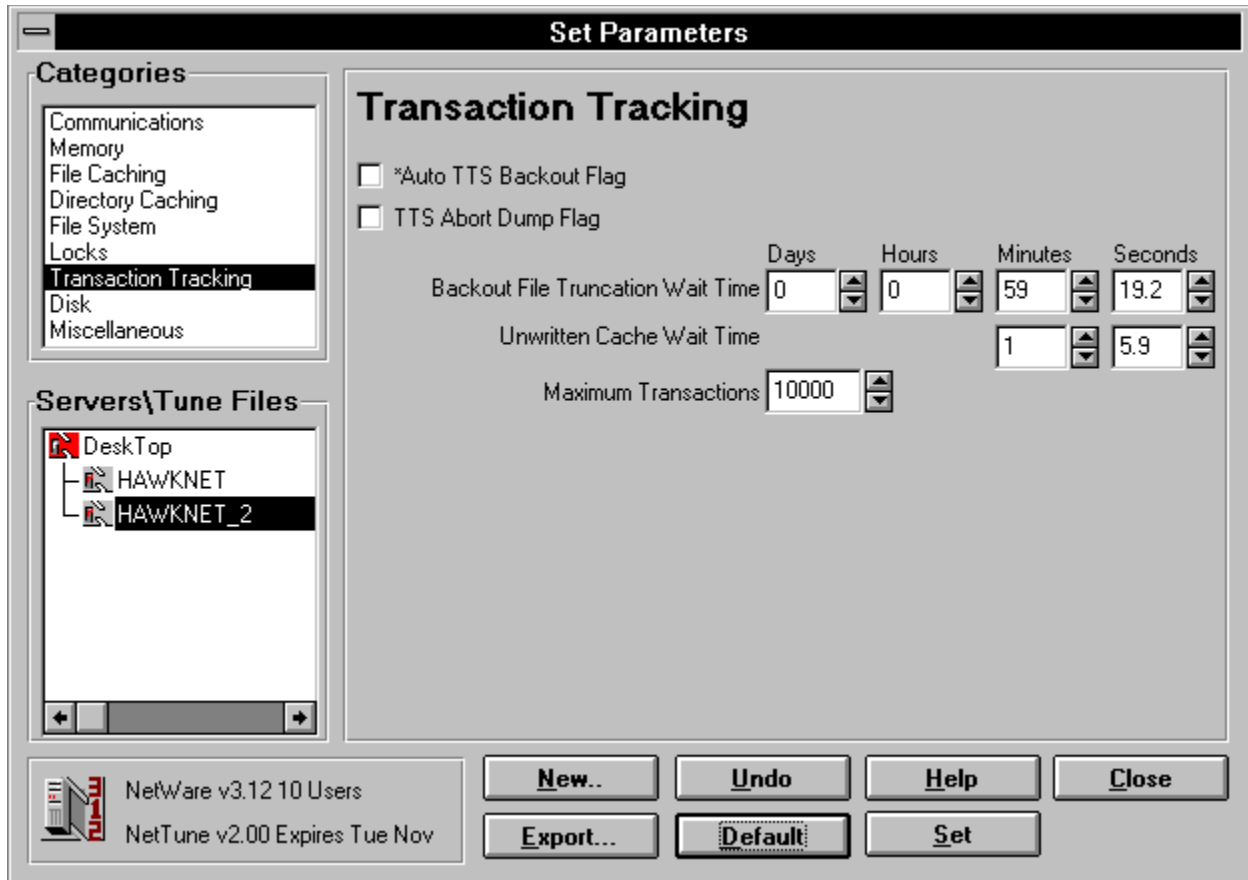 Set Parameters
Categories
Communications
Memory
File Caching
Directory Caching
File System
Locks
Transaction Tracking
Disk
Miscellaneous
Servers\Tune Files
DeskTop
HAWKNET
HAWKNET_2
Transaction Tracking
*Auto TTS Backout Flag
TTS Abort Dump Flag
Days Hours Minutes Seconds
Backout File Truncation Wait Time 0 0 59 19.2
Unwritten Cache Wait Time 1 5.9
Maximum Transactions 10000
312
NetWare v3.12 10 Users
NetTune v2.00 Expires Tue Nov
New.. Undo Help Close
Export... Default Set